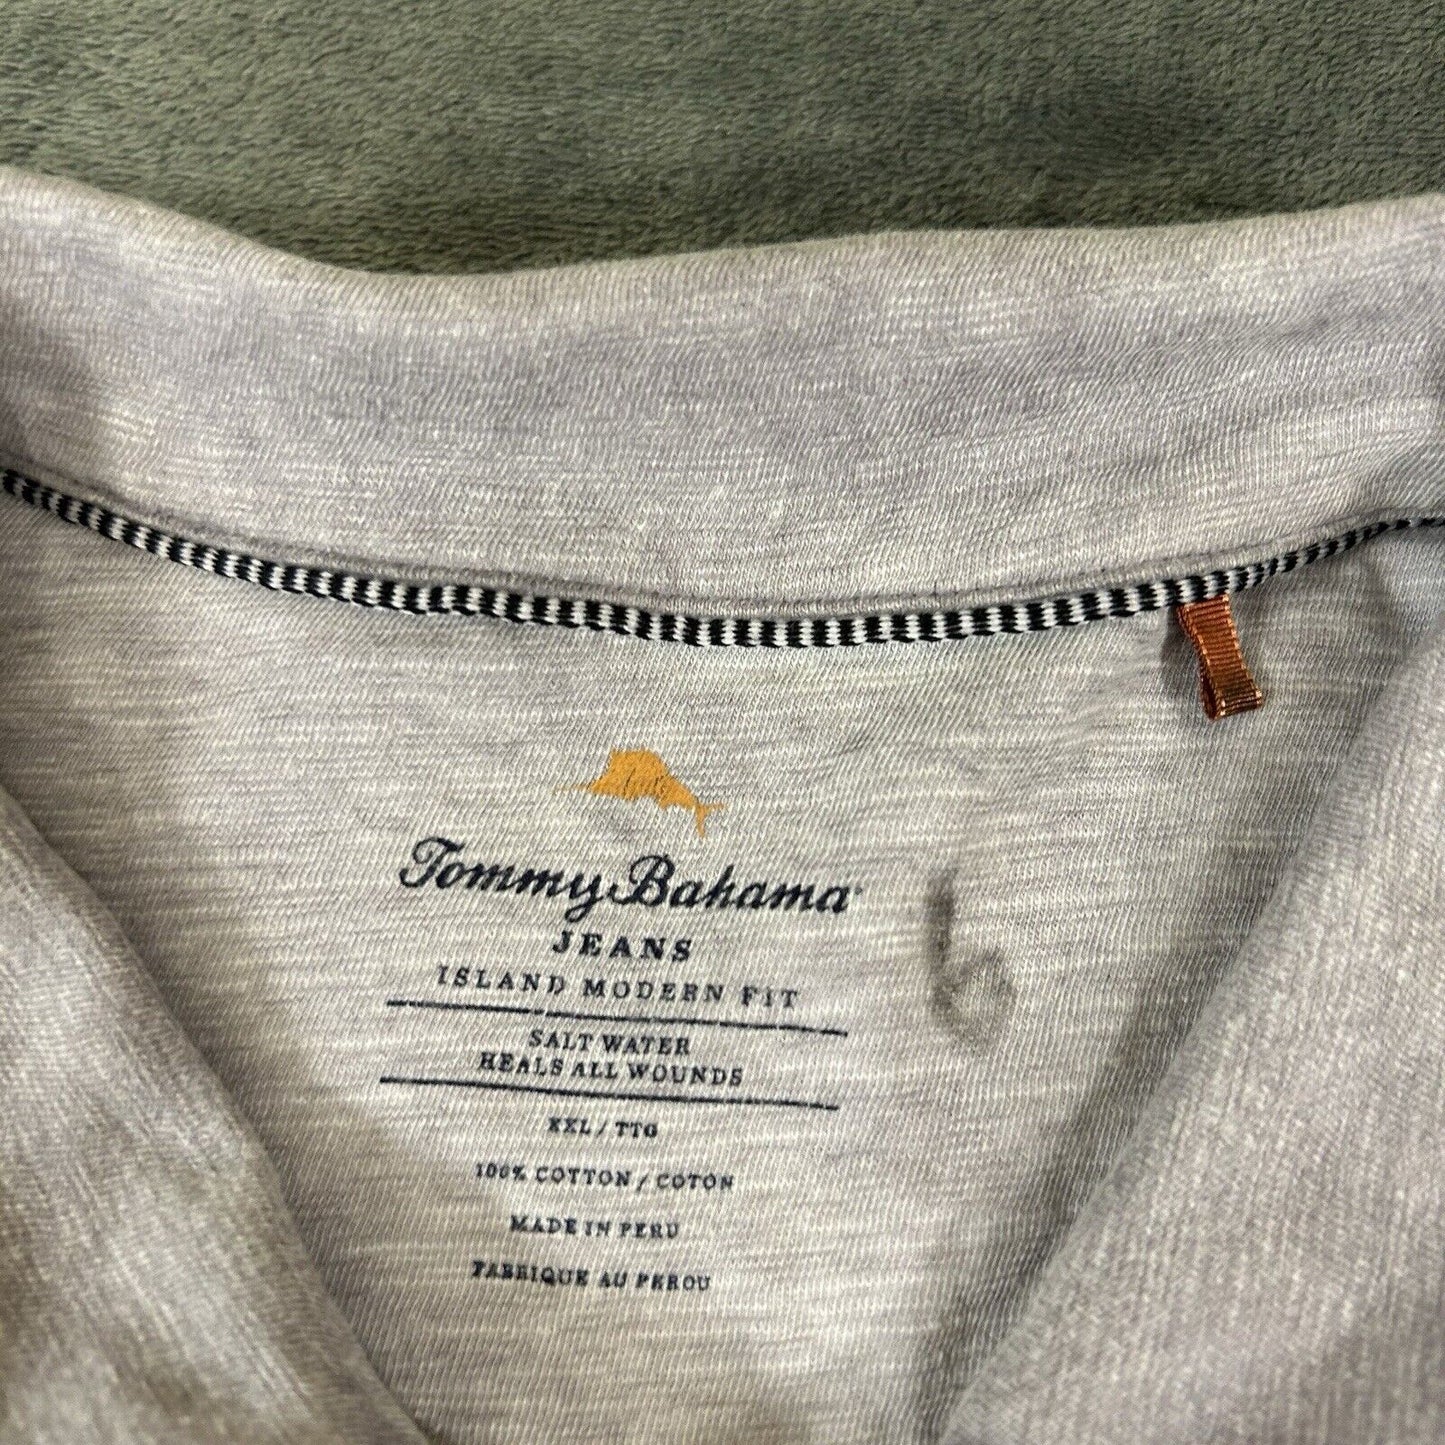 Tommy Bahama
JEANS
ISLAND MODERN FIT
SALT WATER
HEALS ALL WOUNDS
XXL / TTG
100% COTTON / COTON
MADE IN PERU
FABRIQUE AU PEROU